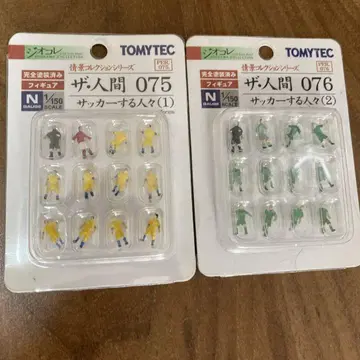 ジオコレ
情景コレクションシリーズ
TOMYTEC
完全塗装済み
フィギュア
ザ・人間 075
N 1/150
SCALE
サッカーする人々(1)
ジオコレ
情景コレクションシリーズ
TOMYTEC
完全塗装済み
フィギュア
ザ・人間 076
N 1/150
SCALE
サッカーする人々(2)